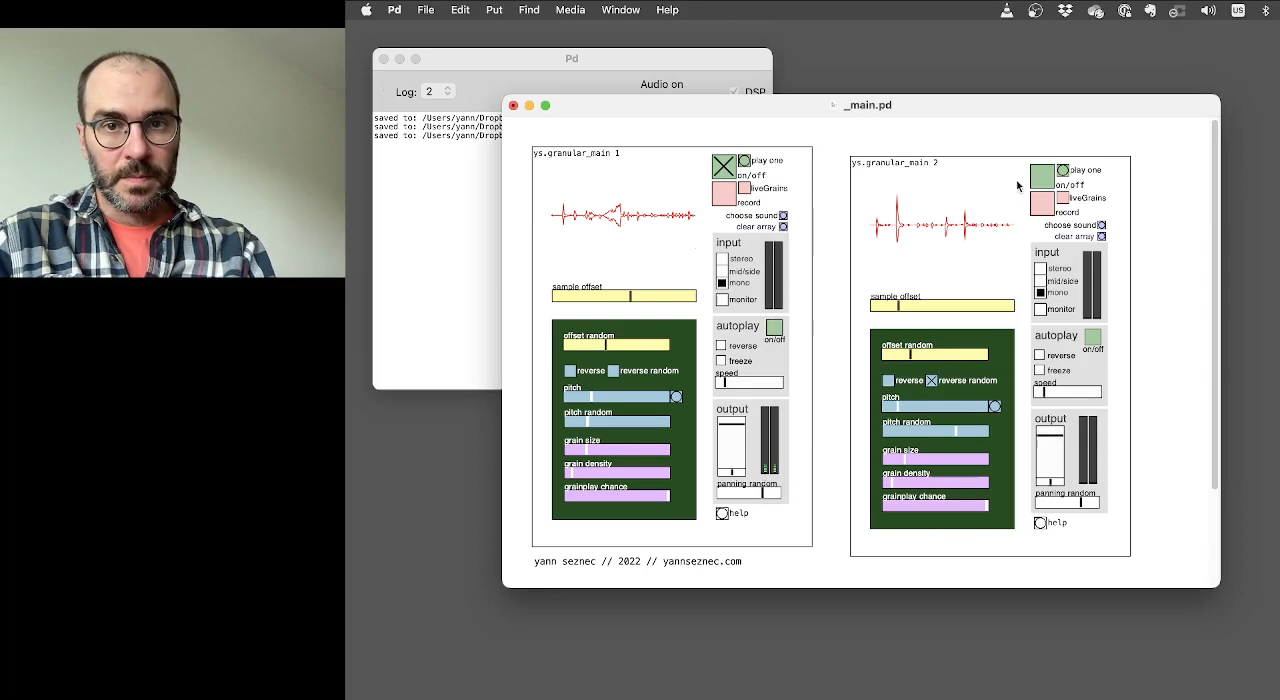 Pd File Edit Put Find Media Window Help
US
Pd
Audio on
Log: 2
DSP
saved to: /Users/yann/Dropb
saved to: /Users/yann/Dropb
saved to: /Users/yann/Dropb
_main.pd
ys.granular_main 1
play one
on/off
liveGrains
record
choose sound
clear array
input
stereo
mid/side
mono
monitor
sample offset
autoplay
on/off
reverse
freeze
speed
offset random
reverse
reverse random
pitch
pitch random
grain size
grain density
grainplay chance
output
panning random
help
yann seznec // 2022 // yannseznec.com
ys.granular_main 2
play one
on/off
liveGrains
record
choose sound
clear array
input
stereo
mid/side
mono
monitor
sample offset
autoplay
on/off
reverse
freeze
speed
offset random
reverse
reverse random
pitch
pitch random
grain size
grain density
grainplay chance
output
panning random
help